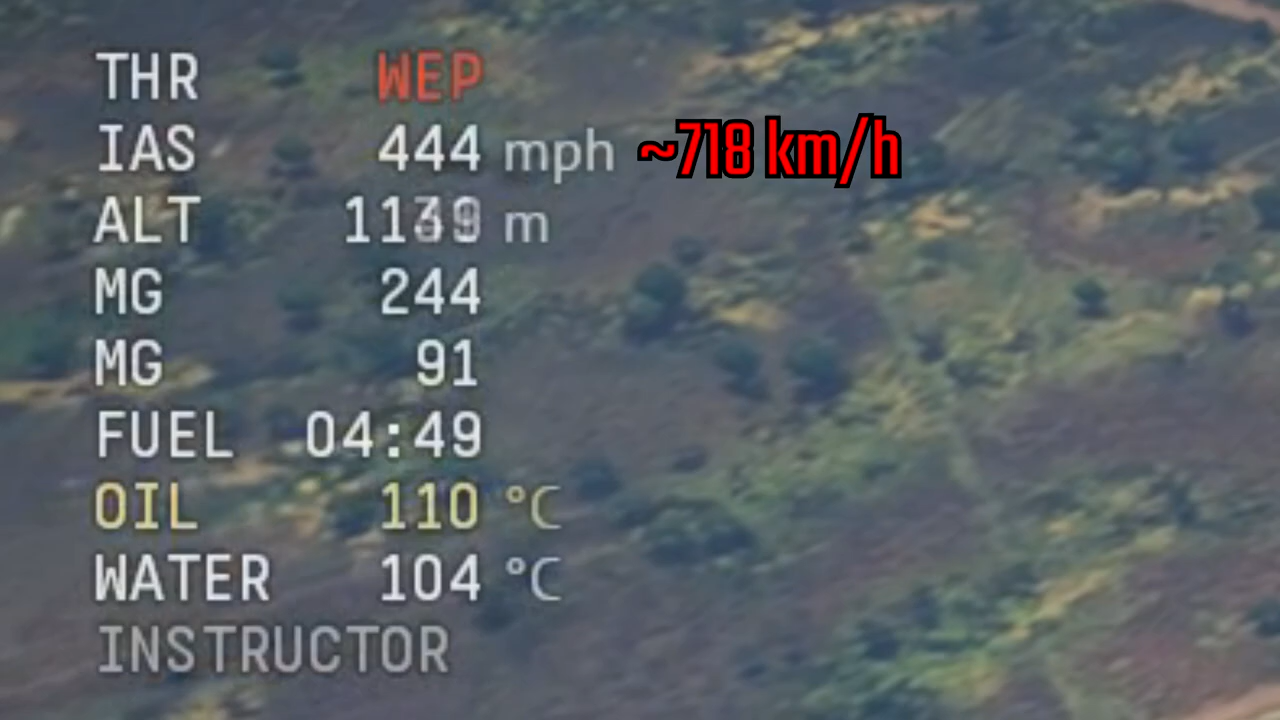 THR WEP
IAS 444 mph ~718 km/h
ALT m
MG 244
MG 91
FUEL 04:49
OIL 110 °C
WATER 104 °C
INSTRUCTOR